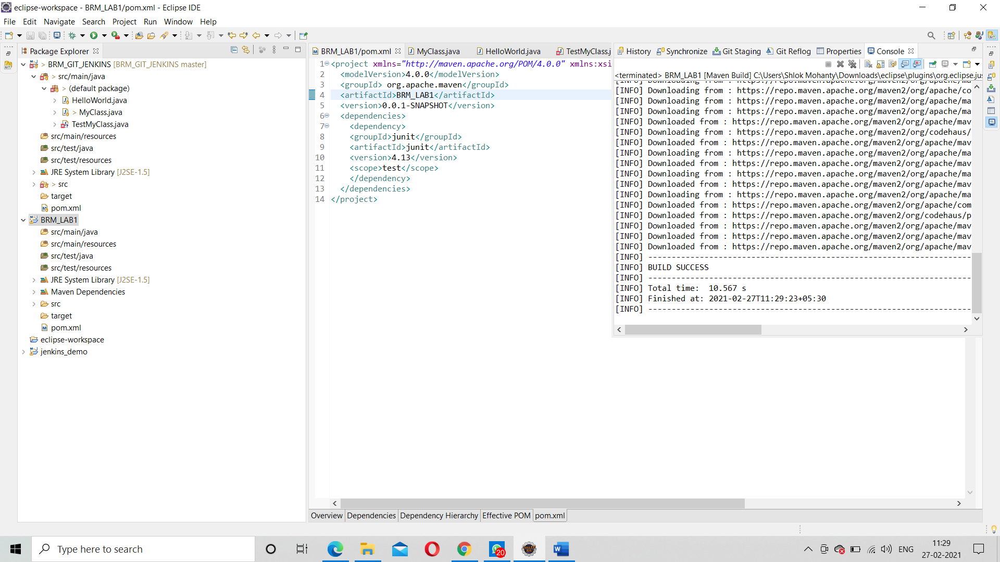 eclipse-workspace - BRM_LAB1/pom.xml - Eclipse IDE
File Edit Navigate Search Project Run Window Help
Package Explorer
> BRM_GIT_JENKINS [BRM_GIT_JENKINS master]
> src/main/java
> (default package)
HelloWorld.java
> MyClass.java
TestMyClass.java
src/main/resources
src/test/java
src/test/resources
JRE System Library [J2SE-1.5]
> src
target
pom.xml
BRM_LAB1
src/main/java
src/main/resources
src/test/java
src/test/resources
JRE System Library [J2SE-1.5]
Maven Dependencies
src
target
pom.xml
eclipse-workspace
jenkins_demo
BRM_LAB1/pom.xml MyClass.java HelloWorld.java TestMyClass.j
1 <project xmlns="http://maven.apache.org/POM/4.0.0" xmlns:xsi
2 <modelVersion>4.0.0</modelVersion>
3 <groupId> org.apache.maven</groupId>
4 <artifactId>BRM_LAB1</artifactId>
5 <version>0.0.1-SNAPSHOT</version>
6 <dependencies>
7 <dependency>
8 <groupId>junit</groupId>
9 <artifactId>junit</artifactId>
10 <version>4.13</version>
11 <scope>test</scope>
12 </dependency>
13 </dependencies>
14 </project>
Overview Dependencies Dependency Hierarchy Effective POM pom.xml
History Synchronize Git Staging Git Reflog Properties Console
<terminated> BRM_LAB1 [Maven Build] C:\Users\Shlok Mohanty\Downloads\eclipse\plugins\org.eclipse.jus
[INFO] Downloading from : https://repo.maven.apache.org/maven2/org/apache/ma
[INFO] Downloading from : https://repo.maven.apache.org/maven2/org/apache/co
[INFO] Downloading from : https://repo.maven.apache.org/maven2/org/apache/ma
[INFO] Downloading from : https://repo.maven.apache.org/maven2/org/apache/ma
[INFO] Downloaded from : https://repo.maven.apache.org/maven2/org/apache/mav
[INFO] Downloading from : https://repo.maven.apache.org/maven2/org/codehaus/
[INFO] Downloaded from : https://repo.maven.apache.org/maven2/org/apache/mav
[INFO] Downloading from : https://repo.maven.apache.org/maven2/org/apache/ma
[INFO] Downloaded from : https://repo.maven.apache.org/maven2/org/apache/mav
[INFO] Downloading from : https://repo.maven.apache.org/maven2/org/apache/ma
[INFO] Downloaded from : https://repo.maven.apache.org/maven2/org/apache/mav
[INFO] Downloading from : https://repo.maven.apache.org/maven2/org/apache/ma
[INFO] Downloaded from : https://repo.maven.apache.org/maven2/org/apache/com
[INFO] Downloaded from : https://repo.maven.apache.org/maven2/org/codehaus/p
[INFO] Downloaded from : https://repo.maven.apache.org/maven2/org/apache/mav
[INFO] Downloaded from : https://repo.maven.apache.org/maven2/org/apache/mav
[INFO] Downloaded from : https://repo.maven.apache.org/maven2/org/apache/mav
[INFO] ---------------------------------------------------------------------
[INFO] BUILD SUCCESS
[INFO] ---------------------------------------------------------------------
[INFO] Total time: 10.567 s
[INFO] Finished at: 2021-02-27T11:29:23+05:30
[INFO] ---------------------------------------------------------------------
Type here to search
20
ENG
11:29
27-02-2021